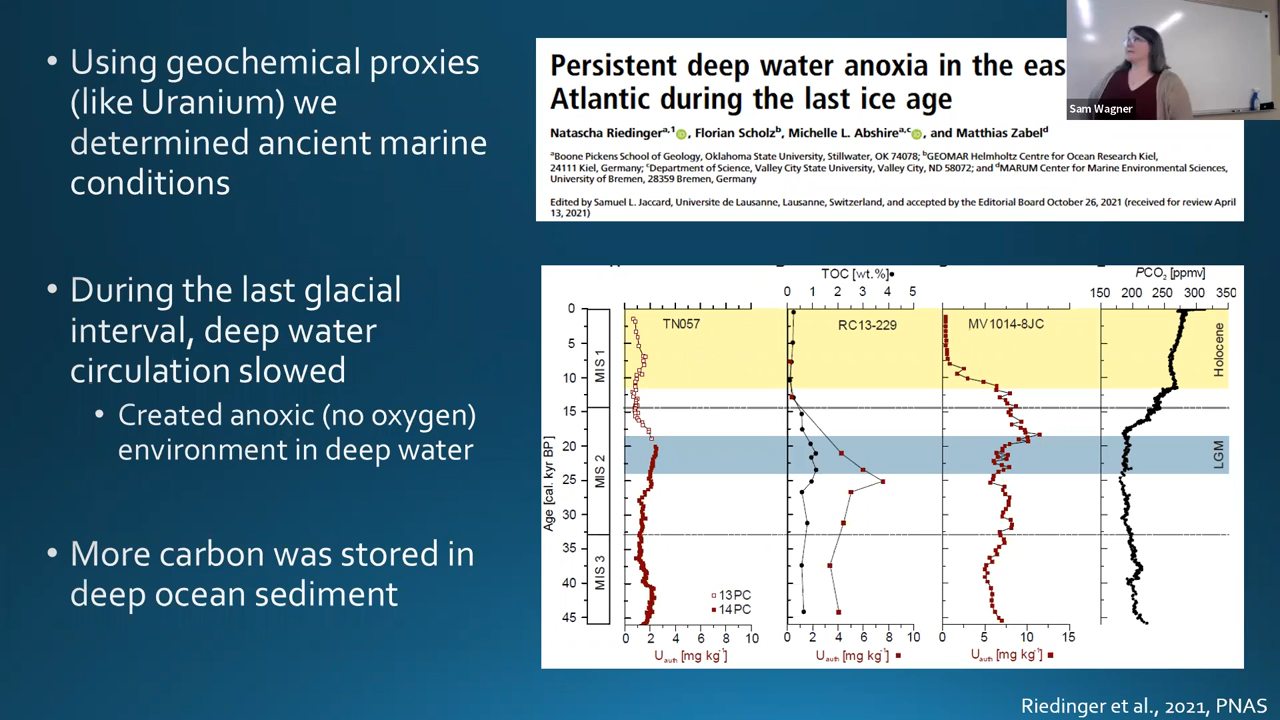 • Using geochemical proxies
(like Uranium) we
determined ancient marine
conditions
• During the last glacial
interval, deep water
circulation slowed
• Created anoxic (no oxygen)
environment in deep water
• More carbon was stored in
deep ocean sediment
Persistent deep water anoxia in the eas
Atlantic during the last ice age
Natascha Riedingera,1, Florian Scholzb, Michelle L. Abshirea,c, and Matthias Zabeld
aBoone Pickens School of Geology, Oklahoma State University, Stillwater, OK 74078; bGEOMAR Helmholtz Centre for Ocean Research Kiel,
24111 Kiel, Germany; cDepartment of Science, Valley City State University, Valley City, ND 58072; and dMARUM Center for Marine Environmental Sciences,
University of Bremen, 28359 Bremen, Germany
Edited by Samuel L. Jaccard, Universite de Lausanne, Lausanne, Switzerland, and accepted by the Editorial Board October 26, 2021 (received for review April
13, 2021)
Sam Wagner
TOC [wt.%]
PCO2 [ppmv]
0 1 2 3 4 5
150 200 250 300 350
TN057
RC13-229
MV1014-8JC
Holocene
LGM
MIS 1
MIS 2
MIS 3
Age [cal. kyr BP]
0
5
10
15
20
25
30
35
40
45
13PC
14PC
0 2 4 6 8 10
0 2 4 6 8 10
0 5 10 15
Uauth [mg kg-1]
Uauth [mg kg-1]
Uauth [mg kg-1]
Riedinger et al., 2021, PNAS